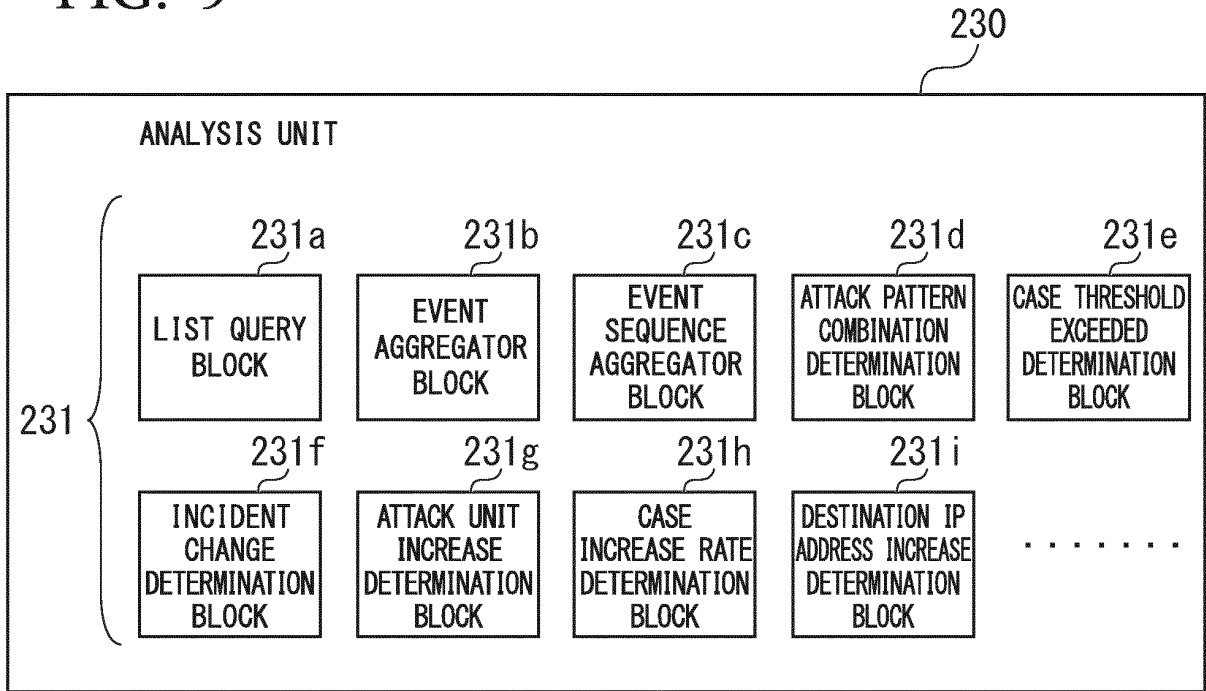 FIG. 9
230
ANALYSIS UNIT
231a
231b
231c
231d
231e
LIST QUERY
BLOCK
EVENT
AGGREGATOR
BLOCK
EVENT
SEQUENCE
AGGREGATOR
BLOCK
ATTACK PATTERN
COMBINATION
DETERMINATION
BLOCK
CASE THRESHOLD
EXCEEDED
DETERMINATION
BLOCK
231
231f
231g
231h
231i
INCIDENT
CHANGE
DETERMINATION
BLOCK
ATTACK UNIT
INCREASE
DETERMINATION
BLOCK
CASE
INCREASE RATE
DETERMINATION
BLOCK
DESTINATION IP
ADDRESS INCREASE
DETERMINATION
BLOCK
.......